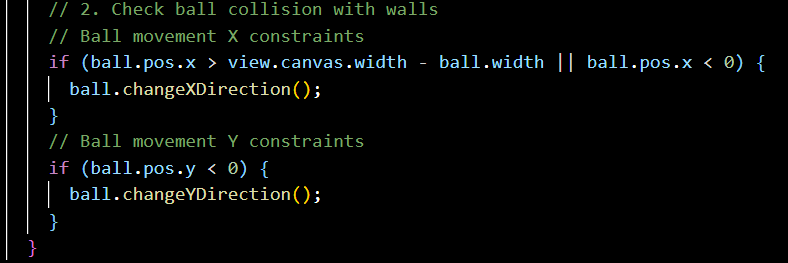 // 2. Check ball collision with walls
// Ball movement X constraints
if (ball.pos.x > view.canvas.width - ball.width || ball.pos.x < 0) {
ball.changeXDirection();
}
// Ball movement Y constraints
if (ball.pos.y < 0) {
ball.changeYDirection();
}
}